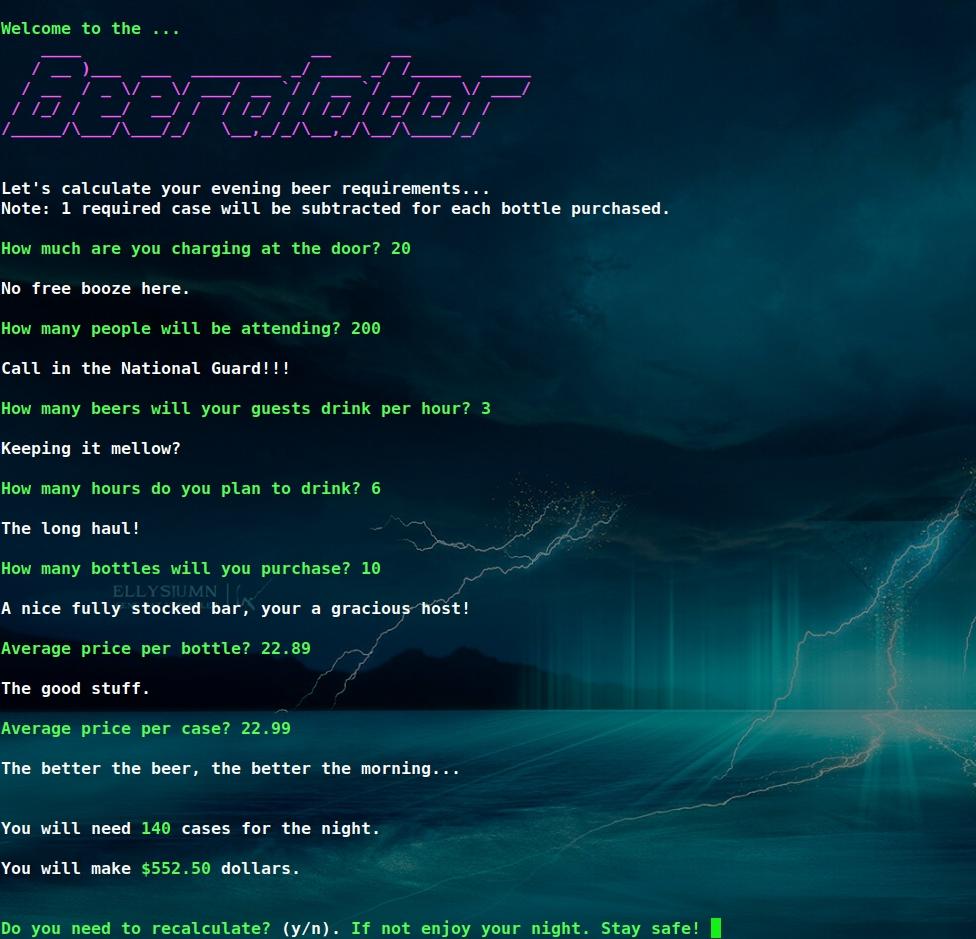 Welcome to the ...
Beerulator
Let's calculate your evening beer requirements...
Note: 1 required case will be subtracted for each bottle purchased.
How much are you charging at the door? 20
No free booze here.
How many people will be attending? 200
Call in the National Guard!!!
How many beers will your guests drink per hour? 3
Keeping it mellow?
How many hours do you plan to drink? 6
The long haul!
How many bottles will you purchase? 10
ELLYSIUMN
A nice fully stocked bar, your a gracious host!
Average price per bottle? 22.89
The good stuff.
Average price per case? 22.99
The better the beer, the better the morning...
You will need 140 cases for the night.
You will make $552.50 dollars.
Do you need to recalculate? (y/n). If not enjoy your night. Stay safe!